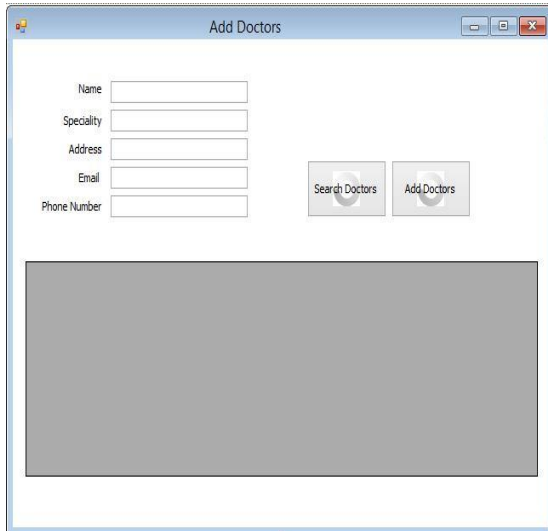 Add Doctors
Name
Speciality
Address
Email
Phone Number
Search Doctors
Add Doctors